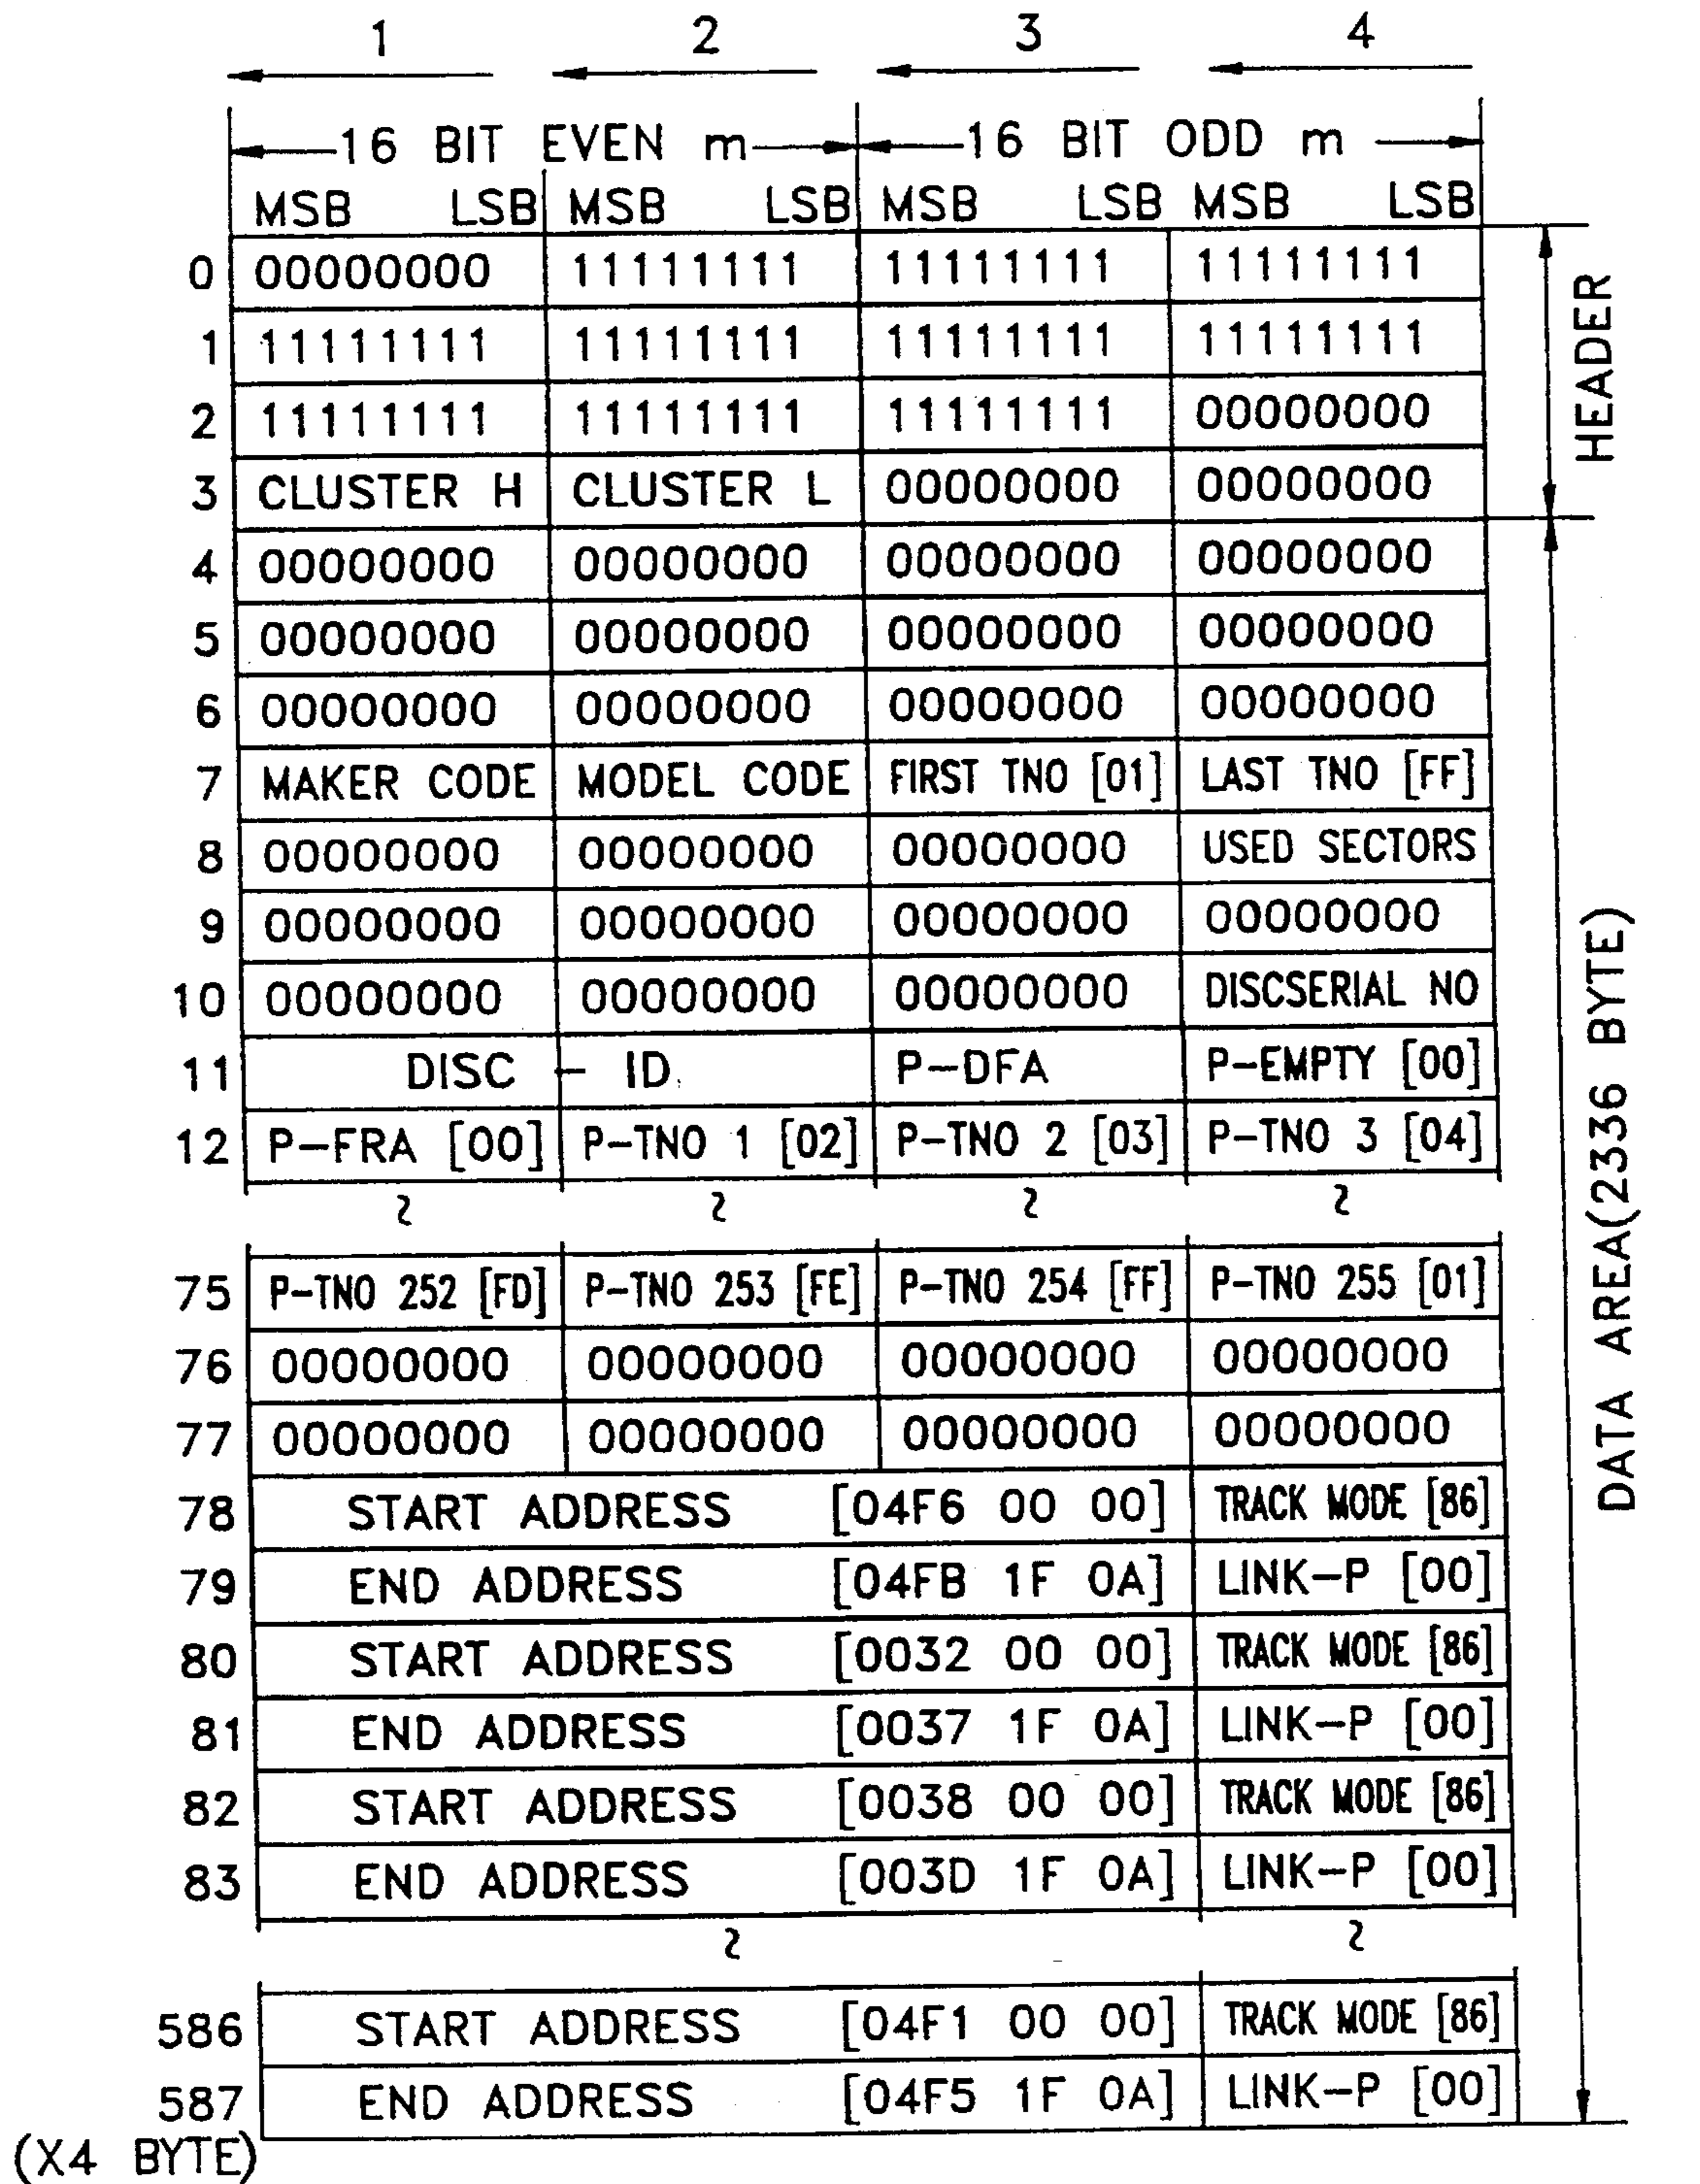 1 2 3 4
16 BIT EVEN m 16 BIT ODD m
MSB LSB MSB LSB MSB LSB MSB LSB
0 00000000 11111111 11111111 11111111
1 11111111 11111111 11111111 11111111
2 11111111 11111111 11111111 00000000
3 CLUSTER H CLUSTER L 00000000 00000000
HEADER
4 00000000 00000000 00000000 00000000
5 00000000 00000000 00000000 00000000
6 00000000 00000000 00000000 00000000
7 MAKER CODE MODEL CODE FIRST TNO [01] LAST TNO [FF]
8 00000000 00000000 00000000 USED SECTORS
9 00000000 00000000 00000000 00000000
10 00000000 00000000 00000000 DISCSERIAL NO
11 DISC - ID P-DFA P-EMPTY [00]
12 P-FRA [00] P-TNO 1 [02] P-TNO 2 [03] P-TNO 3 [04]
75 P-TNO 252 [FD] P-TNO 253 [FE] P-TNO 254 [FF] P-TNO 255 [01]
76 00000000 00000000 00000000 00000000
77 00000000 00000000 00000000 00000000
78 START ADDRESS [04F6 00 00] TRACK MODE [86]
79 END ADDRESS [04FB 1F 0A] LINK-P [00]
80 START ADDRESS [0032 00 00] TRACK MODE [86]
81 END ADDRESS [0037 1F 0A] LINK-P [00]
82 START ADDRESS [0038 00 00] TRACK MODE [86]
83 END ADDRESS [003D 1F 0A] LINK-P [00]
586 START ADDRESS [04F1 00 00] TRACK MODE [86]
587 END ADDRESS [04F5 1F 0A] LINK-P [00]
(X4 BYTE)
DATA AREA(2336 BYTE)